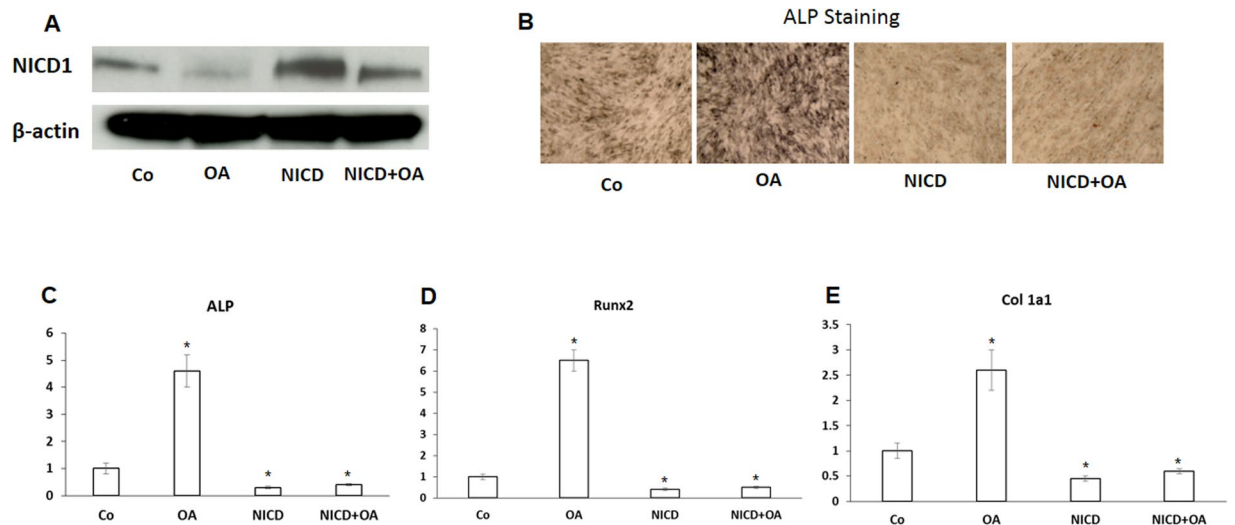 A
NICD1
β-actin
Co OA NICD NICD+OA
B
ALP Staining
Co OA NICD NICD+OA
C
ALP
6
5
4
3
2
1
0
*
*
*
Co OA NICD NICD+OA
D
Runx2
8
7
6
5
4
3
2
1
0
*
*
*
Co OA NICD NICD+OA
E
Col 1a1
3.5
3
2.5
2
1.5
1
0.5
0
*
*
*
Co OA NICD NICD+OA